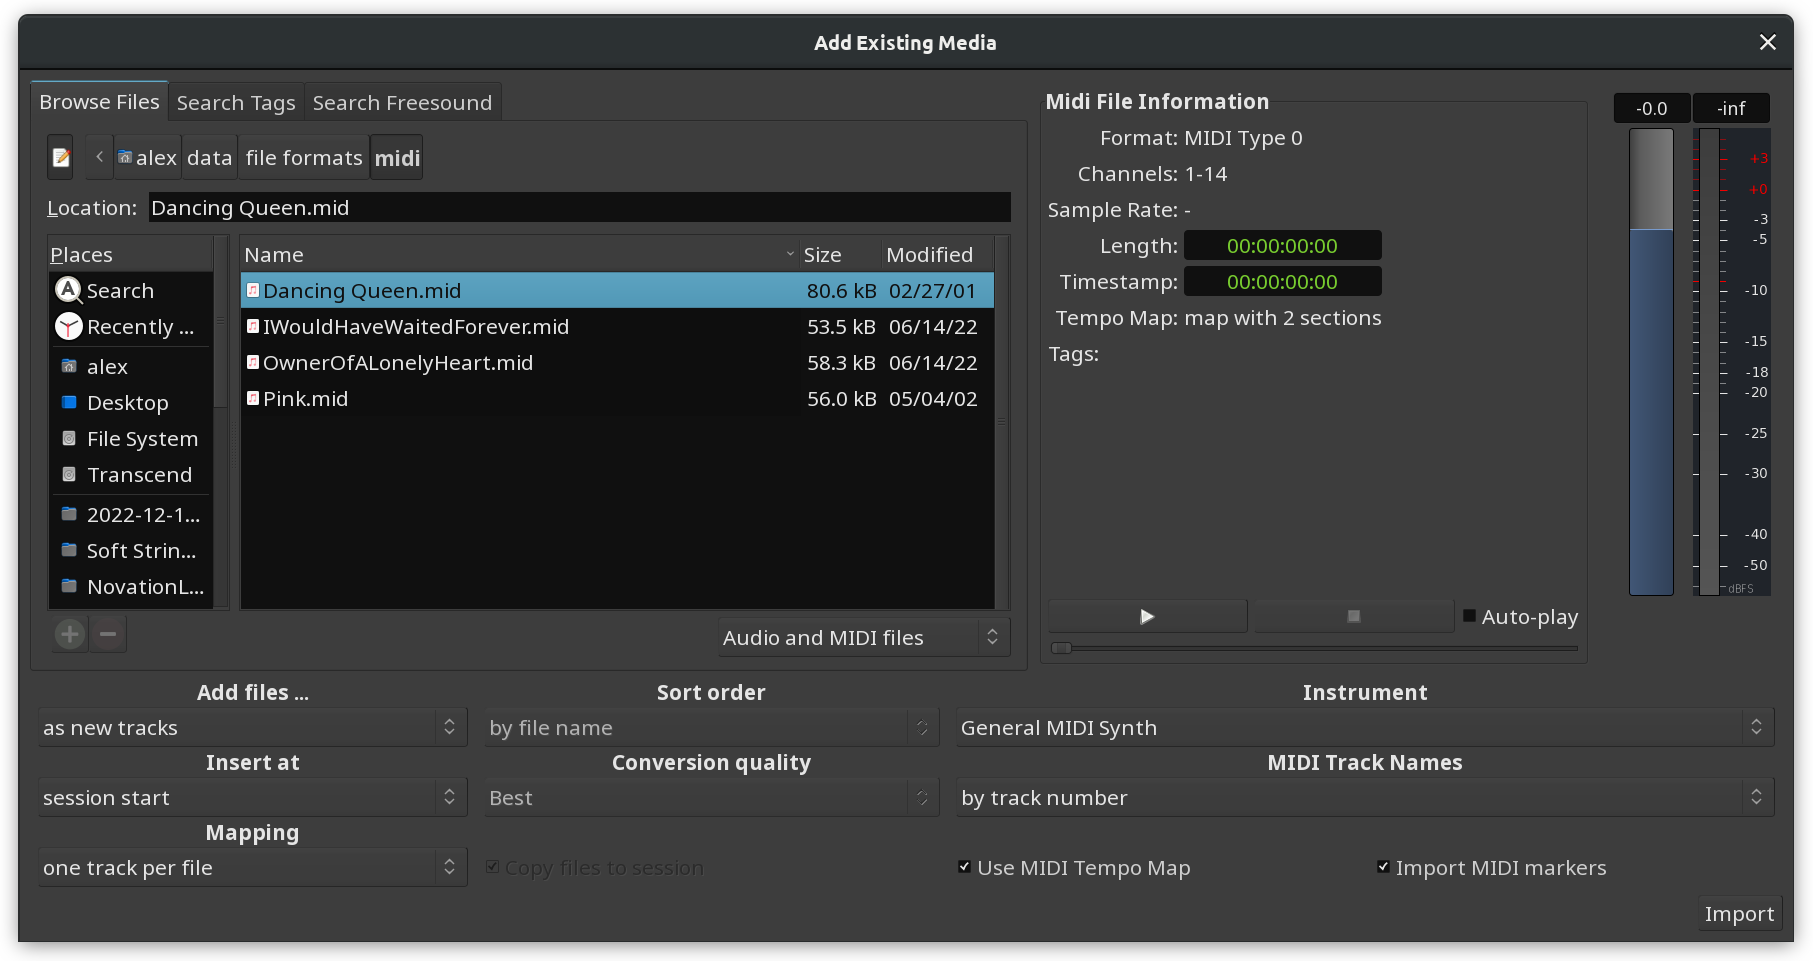 Add Existing Media
Browse Files Search Tags Search Freesound
alex data file formats midi
Location: Dancing Queen.mid
Places
Search
Recently ...
alex
Desktop
File System
Transcend
2022-12-1...
Soft Strin...
NovationL...
Name Size Modified
Dancing Queen.mid 80.6 kB 02/27/01
IWouldHaveWaitedForever.mid 53.5 kB 06/14/22
OwnerOfALonelyHeart.mid 58.3 kB 06/14/22
Pink.mid 56.0 kB 05/04/02
Audio and MIDI files
Midi File Information
Format: MIDI Type 0
Channels: 1-14
Sample Rate: -
Length: 00:00:00:00
Timestamp: 00:00:00:00
Tempo Map: map with 2 sections
Tags:
Auto-play
-0.0 -inf
+3
+0
-3
-5
-10
-15
-18
-20
-25
-30
-40
-50
dBFS
Add files ... Sort order Instrument
as new tracks by file name General MIDI Synth
Insert at Conversion quality MIDI Track Names
session start Best by track number
Mapping
one track per file Copy files to session Use MIDI Tempo Map Import MIDI markers
Import